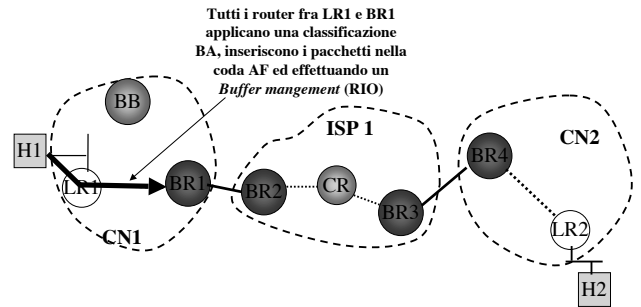 Tutti i router fra LR1 e BR1
applicano una classificazione
BA, inseriscono i pacchetti nella
coda AF ed effettuando un
Buffer mangement (RIO)
BB
ISP 1
CN2
H1
LR1
BR1
BR2
CR
BR3
BR4
CN1
LR2
H2